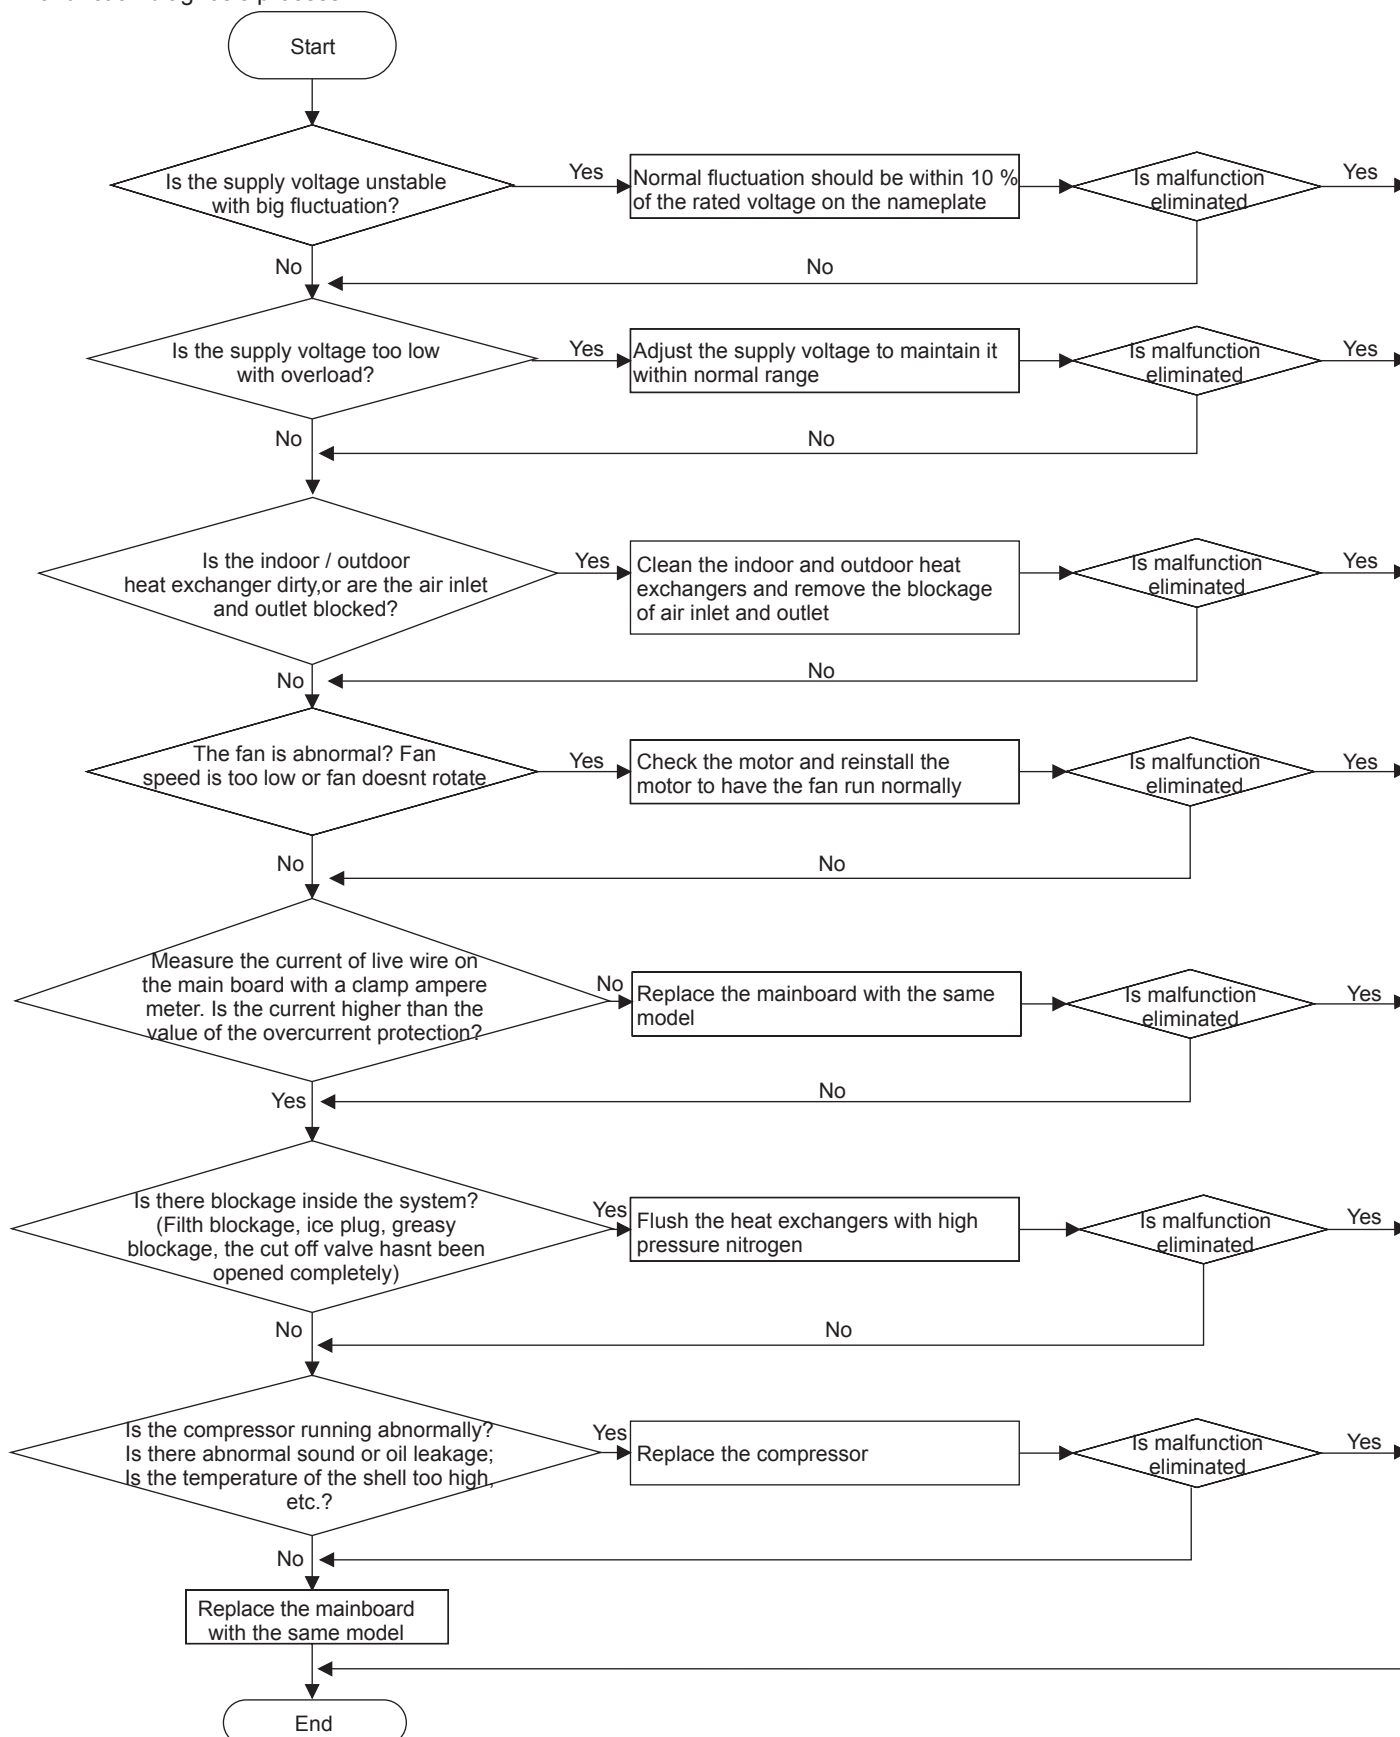 Start
Is the supply voltage unstable
with big fluctuation?
Yes
Normal fluctuation should be within 10 %
of the rated voltage on the nameplate
Is malfunction
eliminated
Yes
No
No
Is the supply voltage too low
with overload?
Yes
Adjust the supply voltage to maintain it
within normal range
Is malfunction
eliminated
Yes
No
No
Is the indoor / outdoor
heat exchanger dirty,or are the air inlet
and outlet blocked?
Yes
Clean the indoor and outdoor heat
exchangers and remove the blockage
of air inlet and outlet
Is malfunction
eliminated
Yes
No
No
The fan is abnormal? Fan
speed is too low or fan doesnt rotate
Yes
Check the motor and reinstall the
motor to have the fan run normally
Is malfunction
eliminated
Yes
No
No
Measure the current of live wire on
the main board with a clamp ampere
meter. Is the current higher than the
value of the overcurrent protection?
No
Replace the mainboard with the same
model
Is malfunction
eliminated
Yes
Yes
No
Is there blockage inside the system?
(Filth blockage, ice plug, greasy
blockage, the cut off valve hasnt been
opened completely)
Yes
Flush the heat exchangers with high
pressure nitrogen
Is malfunction
eliminated
Yes
No
No
Is the compressor running abnormally?
Is there abnormal sound or oil leakage;
Is the temperature of the shell too high,
etc.?
Yes
Replace the compressor
Is malfunction
eliminated
Yes
No
Replace the mainboard
with the same model
End